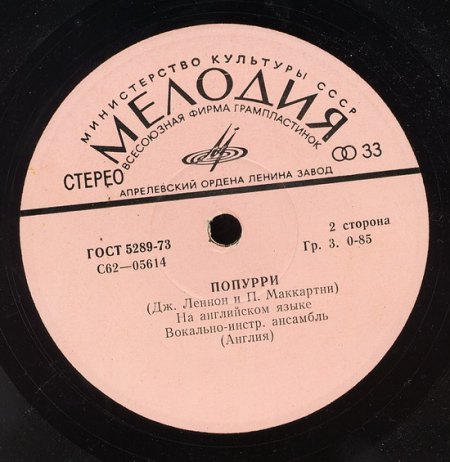 МИНИСТЕРСТВО КУЛЬТУРЫ СССР
МЕЛОДИЯ
ВСЕСОЮЗНАЯ ФИРМА ГРАМПЛАСТИНОК
СТЕРЕО
33
АПРЕЛЕВСКИЙ ОРДЕНА ЛЕНИНА ЗАВОД
ГОСТ 5289-73
2 сторона
С62—05614
Гр. 3. 0-85
ПОПУРРИ
(Дж. Леннон и П. Маккартни)
На английском языке
Вокально-инстр. ансамбль
(Англия)